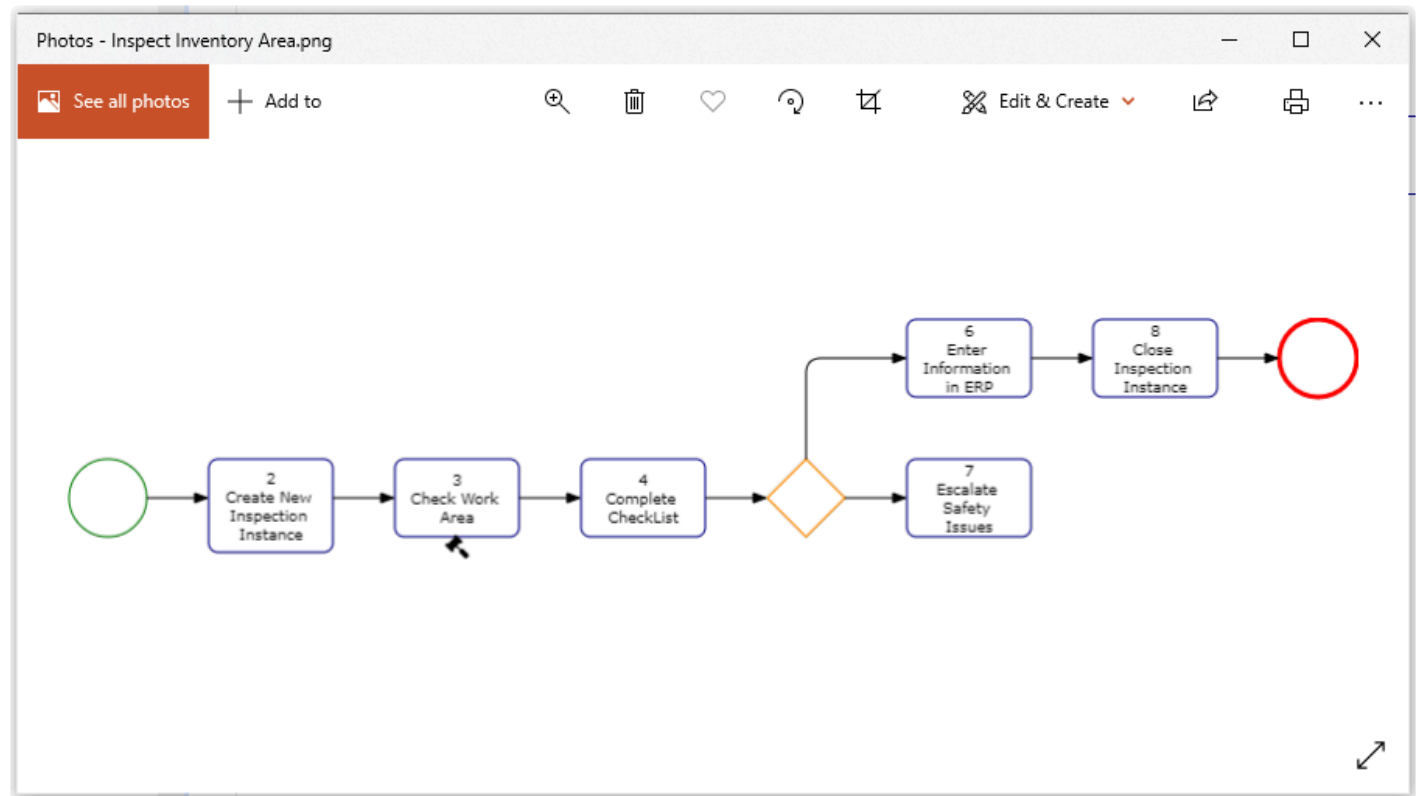 Photos - Inspect Inventory Area.png
See all photos
Add to
Edit & Create
6
Enter
Information
in ERP
8
Close
Inspection
Instance
2
Create New
Inspection
Instance
3
Check Work
Area
4
Complete
CheckList
7
Escalate
Safety
Issues